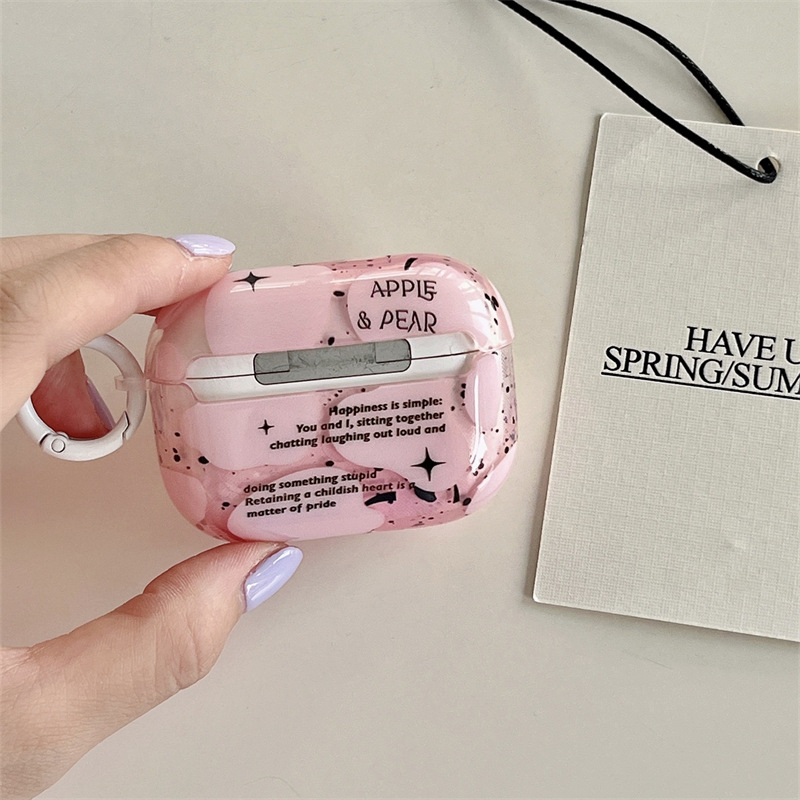 APPLE
& PEAR
Happiness is simple:
You and I, sitting together
chatting laughing out loud and
doing something stupid
Retaining a childish heart is a
matter of pride
HAVE U
SPRING/SUM